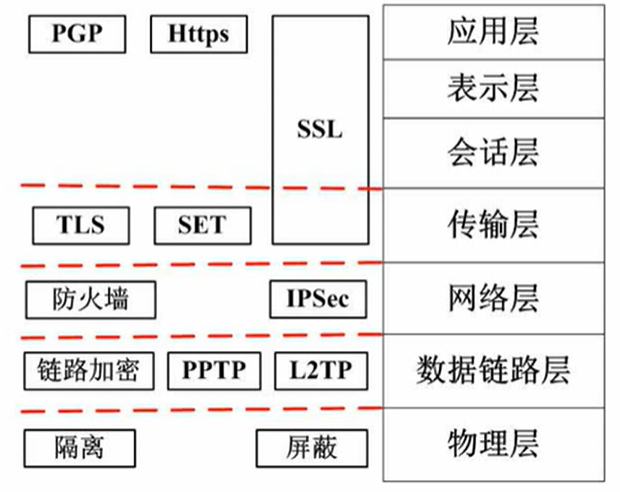 PGP Https 应用层
表示层
SSL
会话层
TLS SET 传输层
防火墙 IPSec 网络层
链路加密 PPTP L2TP 数据链路层
隔离 屏蔽 物理层